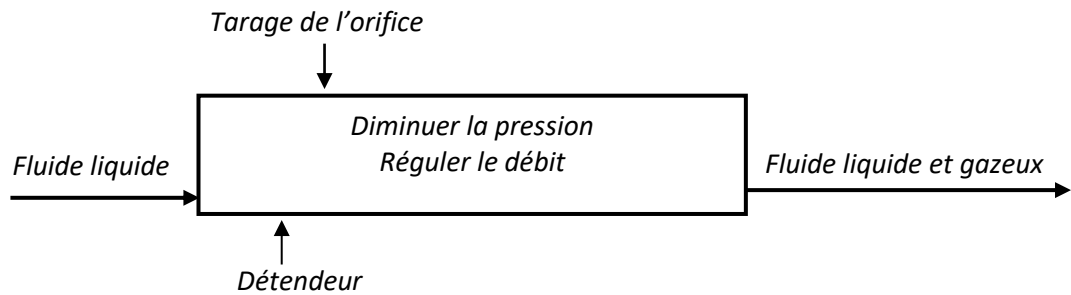 Tarage de l’orifice
Diminuer la pression
Réguler le débit
Fluide liquide
Fluide liquide et gazeux
Détendeur